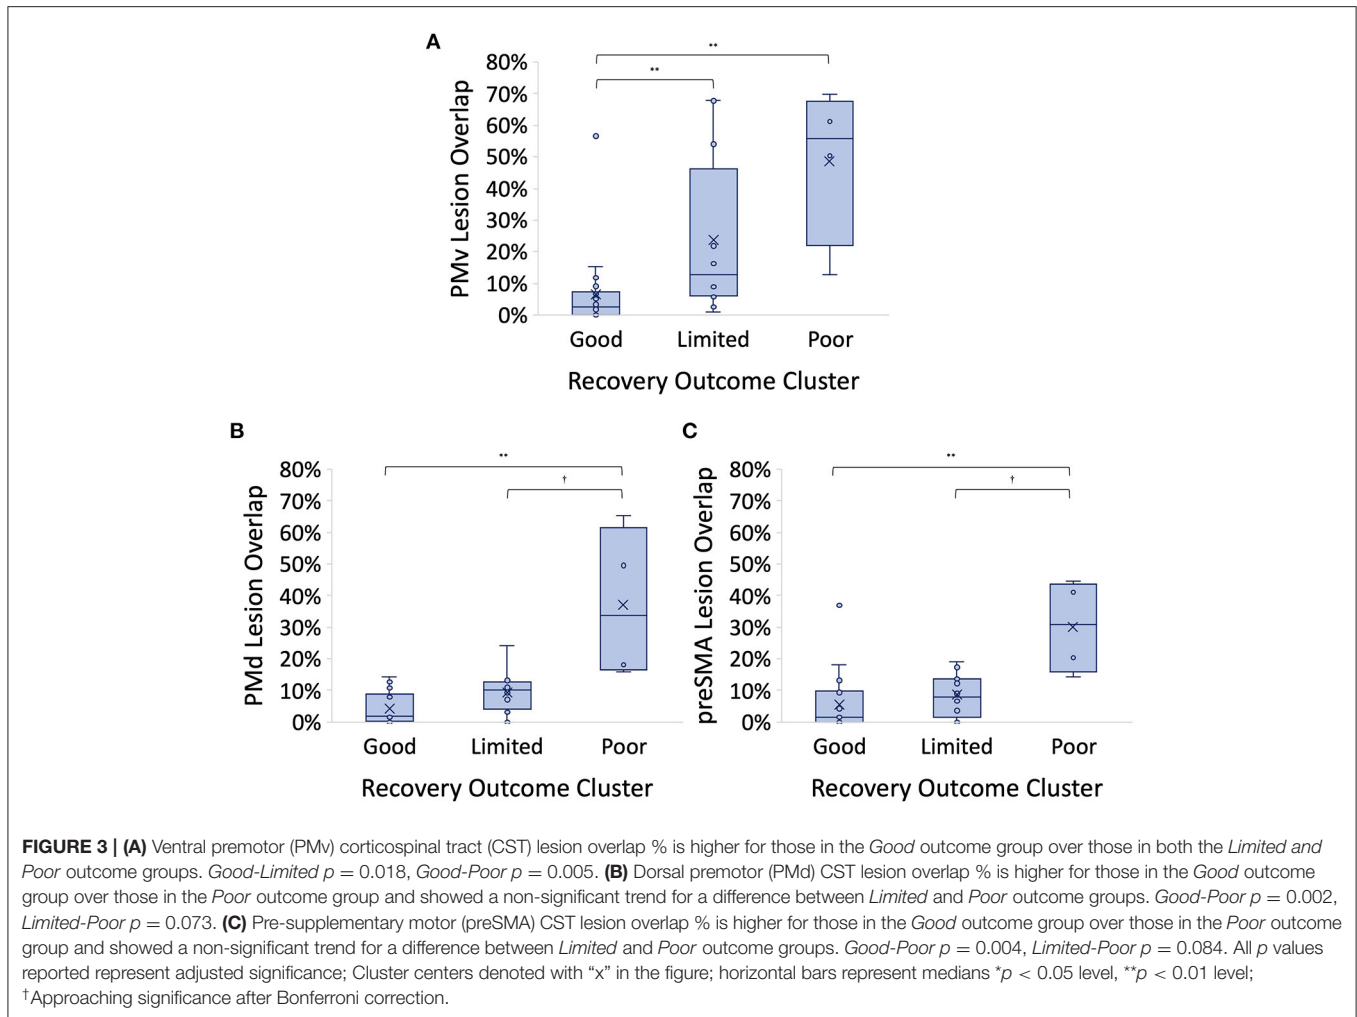 A
**
**
80%
70%
60%
50%
40%
30%
20%
10%
0%
PMv Lesion Overlap
Good Limited Poor
Recovery Outcome Cluster
B
**
†
80%
70%
60%
50%
40%
30%
20%
10%
0%
PMd Lesion Overlap
Good Limited Poor
Recovery Outcome Cluster
C
**
†
80%
70%
60%
50%
40%
30%
20%
10%
0%
preSMA Lesion Overlap
Good Limited Poor
Recovery Outcome Cluster
FIGURE 3 | (A) Ventral premotor (PMv) corticospinal tract (CST) lesion overlap % is higher for those in the Good outcome group over those in both the Limited and
Poor outcome groups. Good-Limited p = 0.018, Good-Poor p = 0.005. (B) Dorsal premotor (PMd) CST lesion overlap % is higher for those in the Good outcome
group over those in the Poor outcome group and showed a non-significant trend for a difference between Limited and Poor outcome groups. Good-Poor p = 0.002,
Limited-Poor p = 0.073. (C) Pre-supplementary motor (preSMA) CST lesion overlap % is higher for those in the Good outcome group over those in the Poor outcome
group and showed a non-significant trend for a difference between Limited and Poor outcome groups. Good-Poor p = 0.004, Limited-Poor p = 0.084. All p values
reported represent adjusted significance; Cluster centers denoted with “x” in the figure; horizontal bars represent medians *p < 0.05 level, **p < 0.01 level;
†Approaching significance after Bonferroni correction.